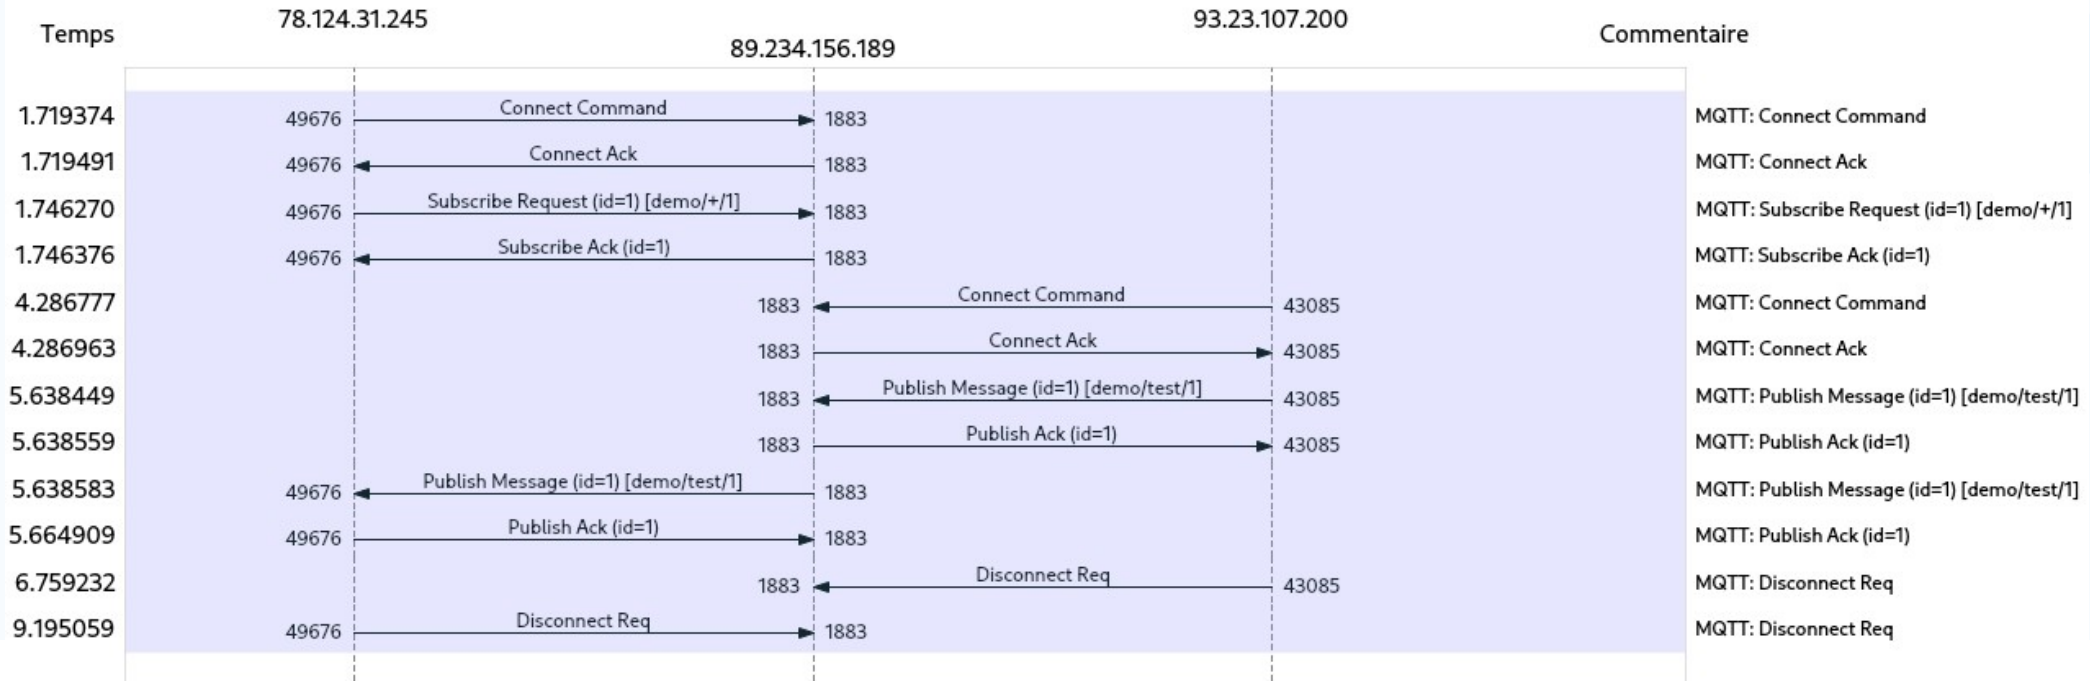 78.124.31.245 93.23.107.200
Temps Commentaire
89.234.156.189
1.719374 49676 Connect Command 1883 MQTT: Connect Command
1.719491 49676 Connect Ack 1883 MQTT: Connect Ack
1.746270 49676 Subscribe Request (id=1) [demo/+/1] 1883 MQTT: Subscribe Request (id=1) [demo/+/1]
1.746376 49676 Subscribe Ack (id=1) 1883 MQTT: Subscribe Ack (id=1)
4.286777 1883 Connect Command 43085 MQTT: Connect Command
4.286963 1883 Connect Ack 43085 MQTT: Connect Ack
5.638449 1883 Publish Message (id=1) [demo/test/1] 43085 MQTT: Publish Message (id=1) [demo/test/1]
5.638559 1883 Publish Ack (id=1) 43085 MQTT: Publish Ack (id=1)
5.638583 49676 Publish Message (id=1) [demo/test/1] 1883 MQTT: Publish Message (id=1) [demo/test/1]
5.664909 49676 Publish Ack (id=1) 1883 MQTT: Publish Ack (id=1)
6.759232 1883 Disconnect Req 43085 MQTT: Disconnect Req
9.195059 49676 Disconnect Req 1883 MQTT: Disconnect Req